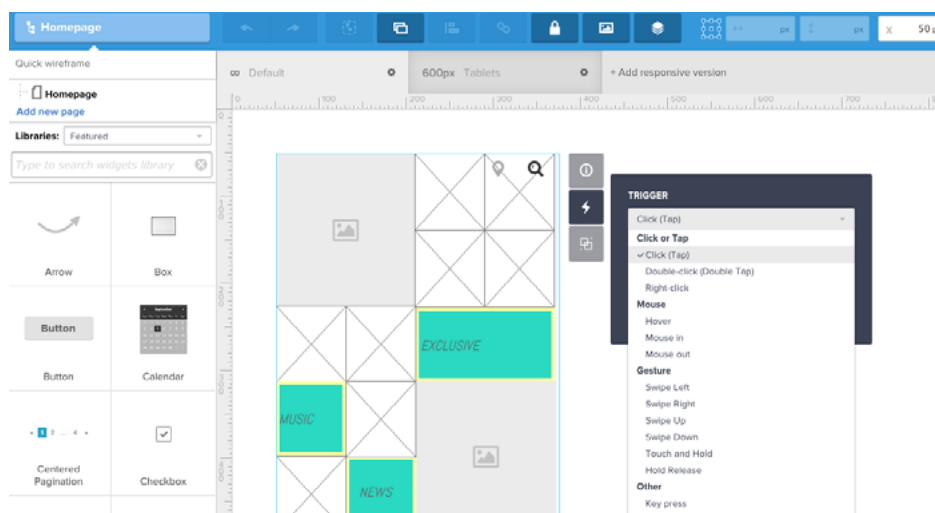 Homepage
px
px
x 50
Quick wireframe
Homepage
Add new page
Libraries: Featured
Type to search widgets library
Arrow
Box
Button
September
Button
Calendar
1 2 ... 4
Centered
Pagination
Checkbox
∞ Default
600px Tablets
+ Add responsive version
0 100 200 300 400 500 600 700
EXCLUSIVE
MUSIC
NEWS
TRIGGER
Click (Tap)
Click or Tap
✓Click (Tap)
Double-click (Double Tap)
Right-click
Mouse
Hover
Mouse in
Mouse out
Gesture
Swipe Left
Swipe Right
Swipe Up
Swipe Down
Touch and Hold
Hold Release
Other
Key press